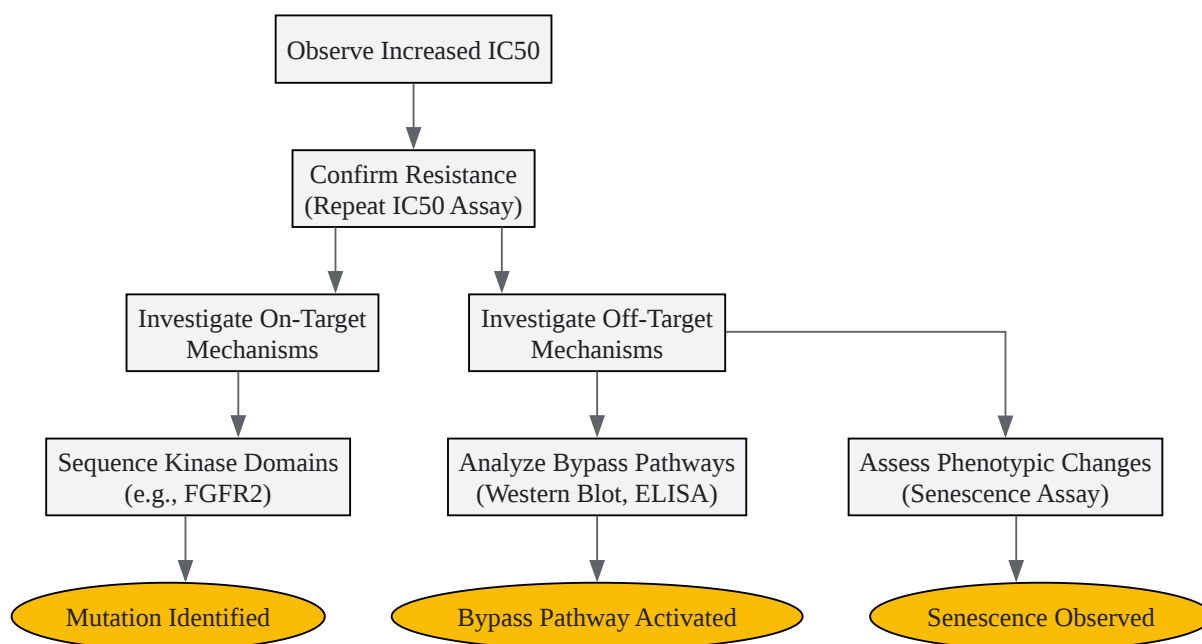 Observe Increased IC50
Confirm Resistance
(Repeat IC50 Assay)
Investigate On-Target
Mechanisms
Investigate Off-Target
Mechanisms
Sequence Kinase Domains
(e.g., FGFR2)
Analyze Bypass Pathways
(Western Blot, ELISA)
Assess Phenotypic Changes
(Senescence Assay)
Mutation Identified
Bypass Pathway Activated
Senescence Observed